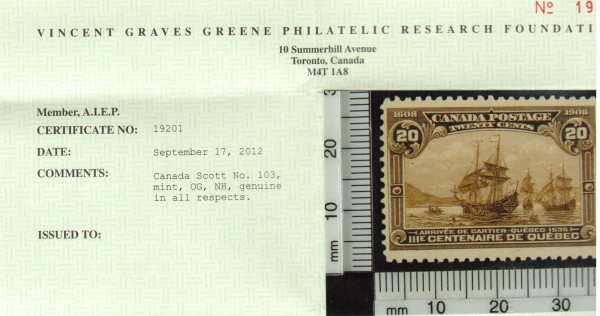 No 19
VINCENT GRAVES GREENE PHILATELIC RESEARCH FOUNDATI
10 Summerhill Avenue
Toronto, Canada
M4T 1A8
Member, A.I.E.P.
CERTIFICATE NO: 19201
DATE: September 17, 2012
COMMENTS: Canada Scott No. 103,
mint, OG, NH, genuine
in all respects.
ISSUED TO:
1608 1908
CANADA POSTAGE
20 TWENTY CENTS 20
ARRIVÉE DE CARTIER-QUÉBEC 1535
IIIE CENTENAIRE DE QUÉBEC
20
10
mm
mm 10 20 30